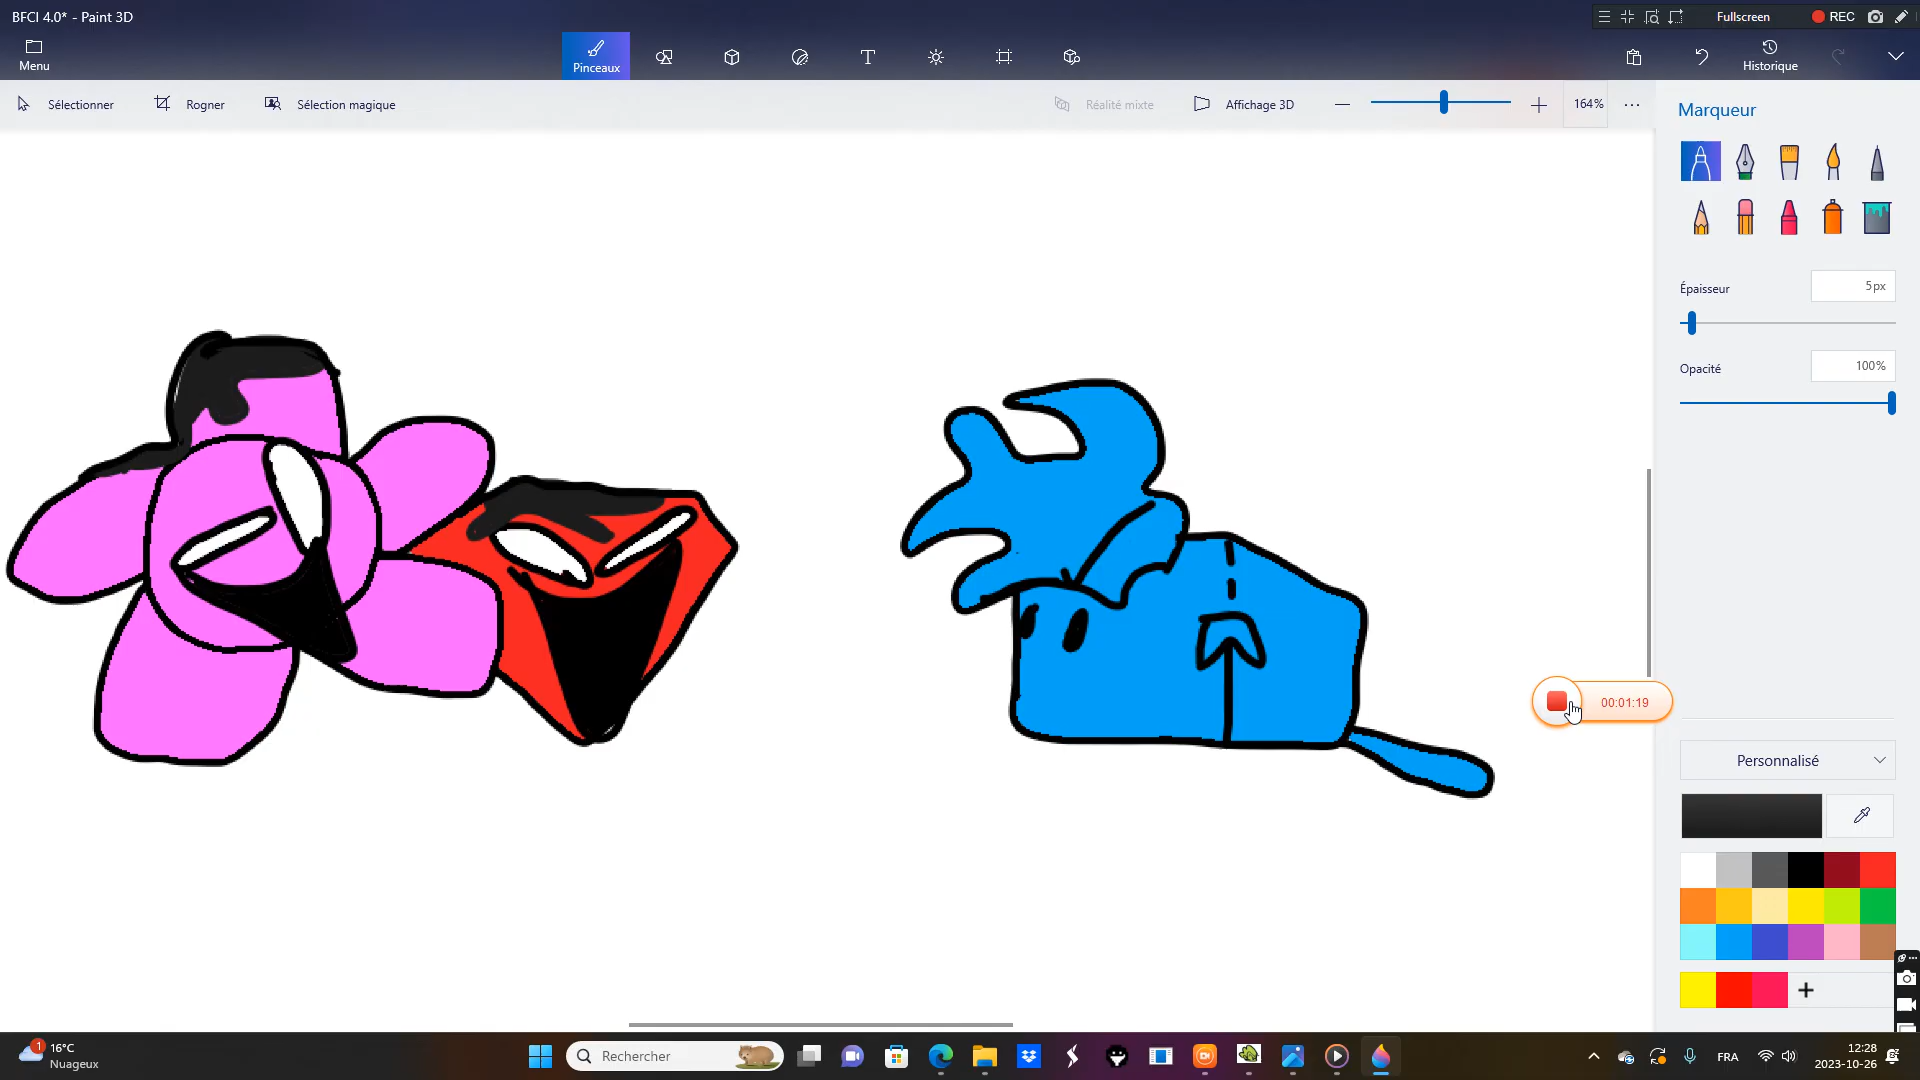 BFCI 4.0* - Paint 3D
Fullscreen
REC
Menu
Pinceaux
Historique
Sélectionner
Rogner
Sélection magique
Réalité mixte
Affichage 3D
164%
Marqueur
Épaisseur
5px
Opacité
100%
00:01:19
Personnalisé
1
16°C
Nuageux
Rechercher
FRA
12:28
2023-10-26